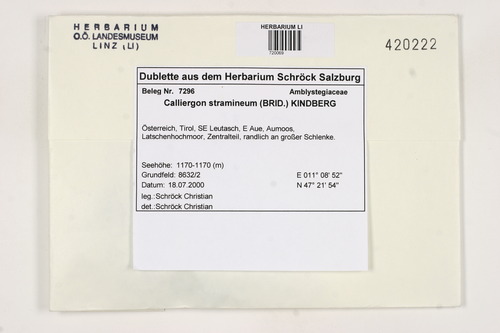 HERBARIUM
O.Ö. LANDESMUSEUM
LINZ (LI)
HERBARIUM LI
720069
420222
Dublette aus dem Herbarium Schröck Salzburg
Beleg Nr. 7296 Amblystegiaceae
Calliergon stramineum (BRID.) KINDBERG
Österreich, Tirol, SE Leutasch, E Aue, Aumoos,
Latschenhochmoor, Zentralteil, randlich an großer Schlenke.
Seehöhe: 1170-1170 (m)
Grundfeld: 8632/2 E 011° 08' 52"
Datum: 18.07.2000 N 47° 21' 54"
leg.:Schröck Christian
det.:Schröck Christian